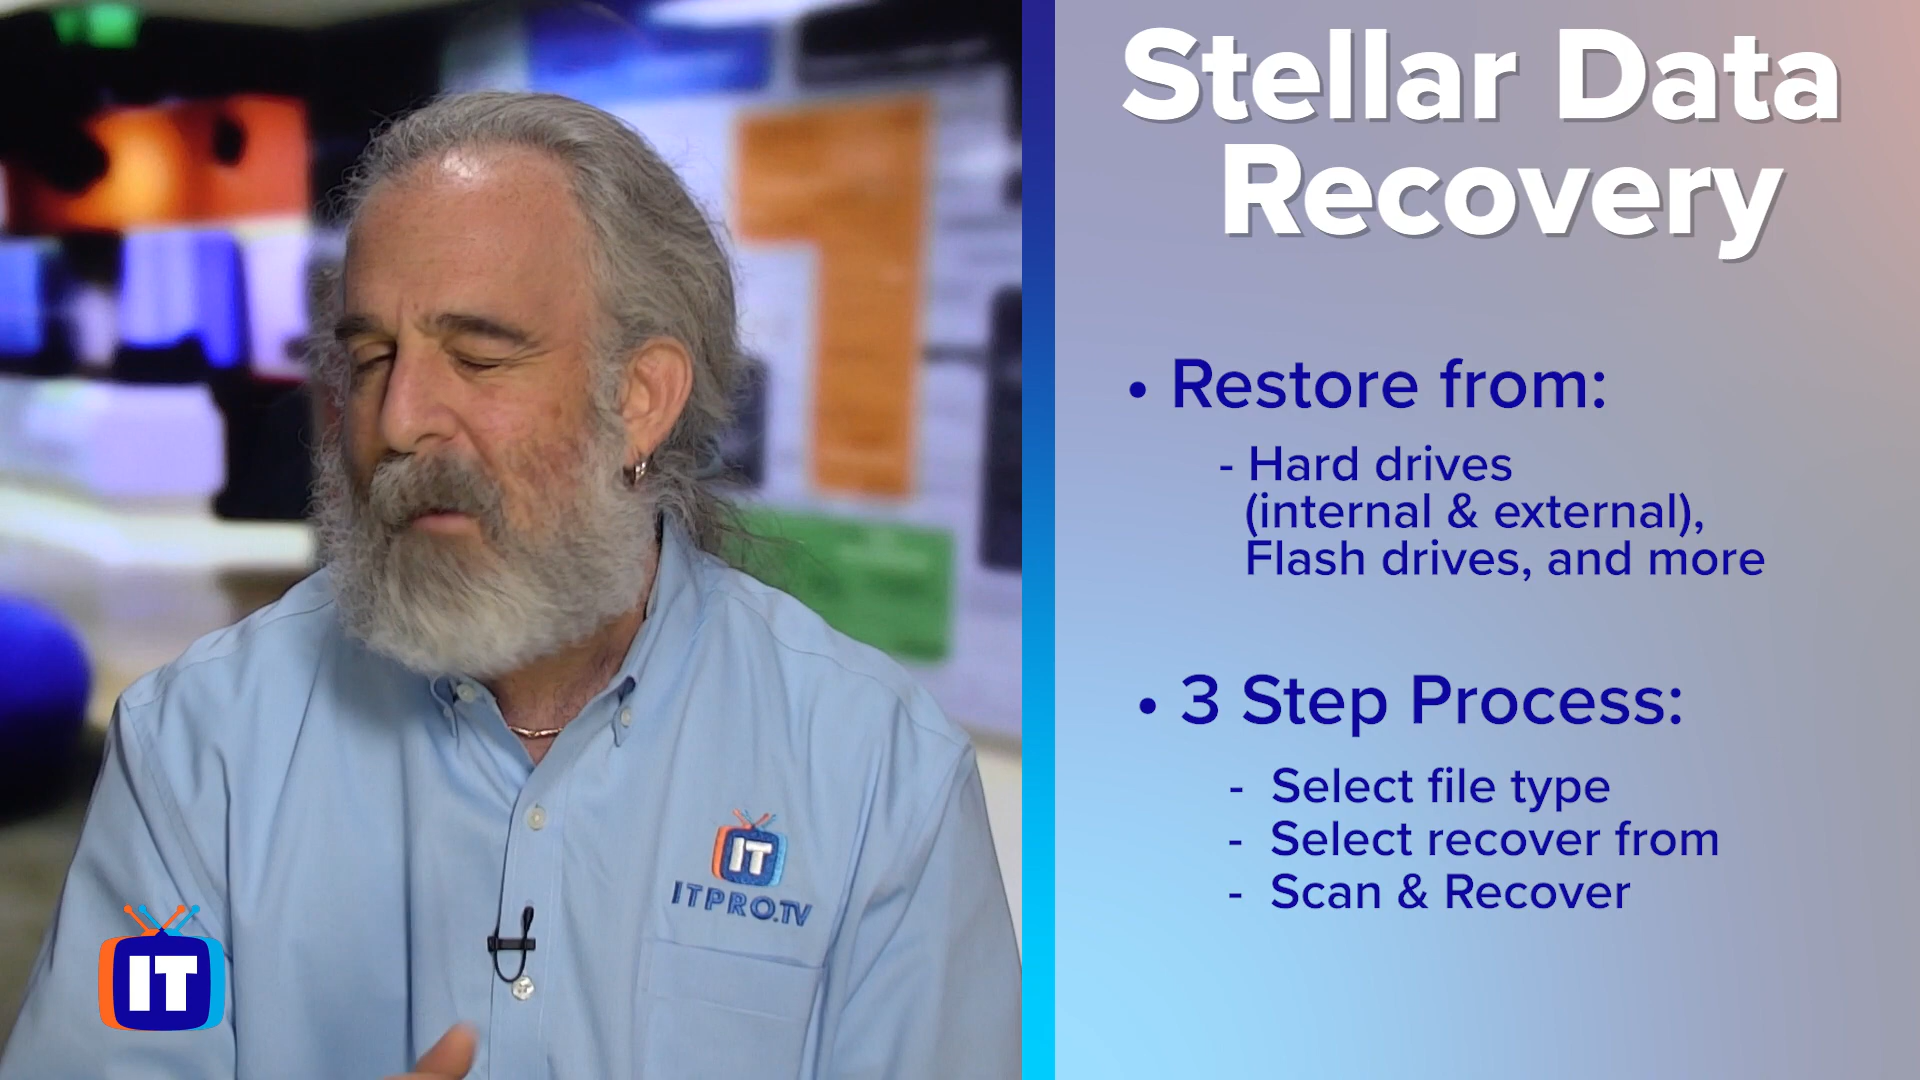 Stellar Data
Recovery
• Restore from:
- Hard drives
(internal & external),
Flash drives, and more
• 3 Step Process:
- Select file type
- Select recover from
- Scan & Recover
1
IT
ITPRO.TV
IT